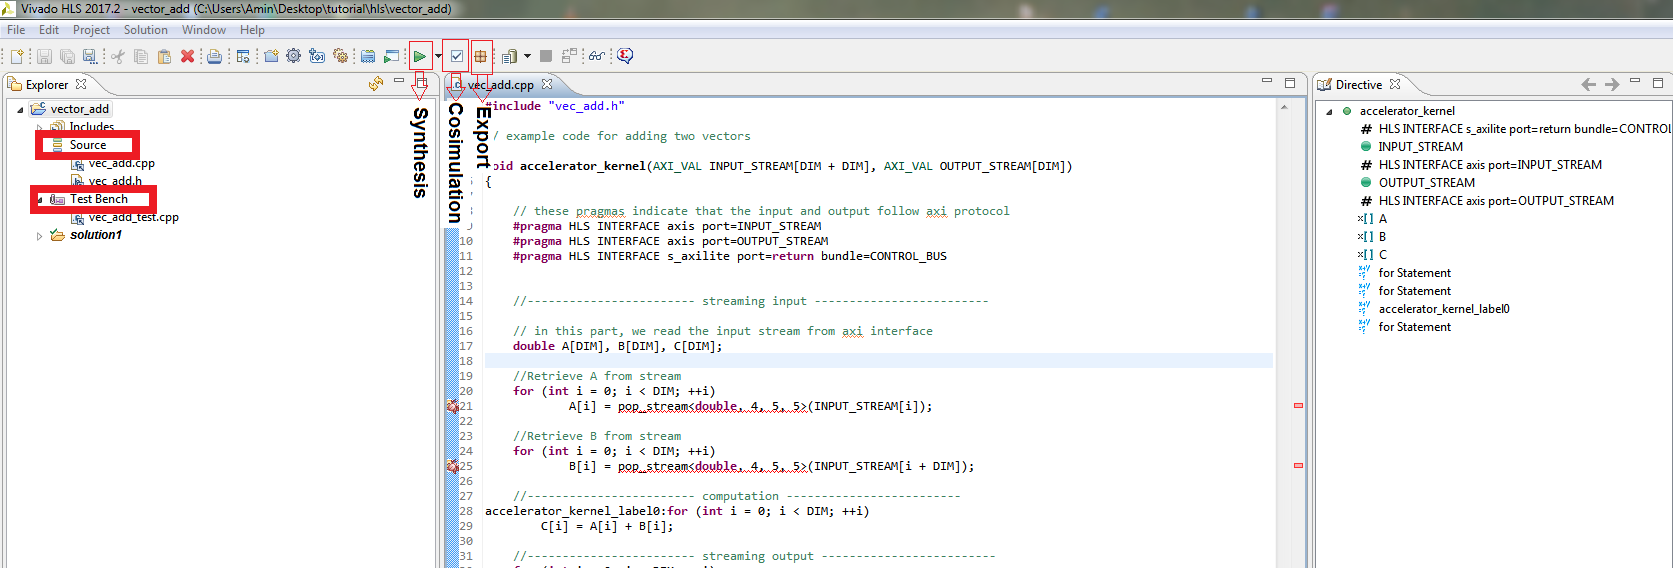 Vivado HLS 2017.2 - vector_add (C:\Users\Amin\Desktop\tutorial\hls\vector_add)
File Edit Project Solution Window Help
Explorer
vector_add
Includes
Source
vec_add.cpp
vec_add.h
Test Bench
vec_add_test.cpp
solution1
Synthesis
Cosimulation
Export
vec_add.cpp
#include "vec_add.h"
/ example code for adding two vectors
oid accelerator_kernel(AXI_VAL INPUT_STREAM[DIM + DIM], AXI_VAL OUTPUT_STREAM[DIM])
{
// these pragmas indicate that the input and output follow axi protocol
#pragma HLS INTERFACE axis port=INPUT_STREAM
10 #pragma HLS INTERFACE axis port=OUTPUT_STREAM
11 #pragma HLS INTERFACE s_axilite port=return bundle=CONTROL_BUS
12
13
14 //------------------------ streaming input -------------------------
15
16 // in this part, we read the input stream from axi interface
17 double A[DIM], B[DIM], C[DIM];
18
19 //Retrieve A from stream
20 for (int i = 0; i < DIM; ++i)
21 A[i] = pop_stream<double, 4, 5, 5>(INPUT_STREAM[i]);
22
23 //Retrieve B from stream
24 for (int i = 0; i < DIM; ++i)
25 B[i] = pop_stream<double, 4, 5, 5>(INPUT_STREAM[i + DIM]);
26
27 //------------------------ computation -------------------------
28 accelerator_kernel_label0:for (int i = 0; i < DIM; ++i)
29 C[i] = A[i] + B[i];
30
31 //------------------------ streaming output -------------------------
Directive
accelerator_kernel
# HLS INTERFACE s_axilite port=return bundle=CONTROL
INPUT_STREAM
# HLS INTERFACE axis port=INPUT_STREAM
OUTPUT_STREAM
# HLS INTERFACE axis port=OUTPUT_STREAM
×[] A
×[] B
×[] C
for Statement
for Statement
accelerator_kernel_label0
for Statement